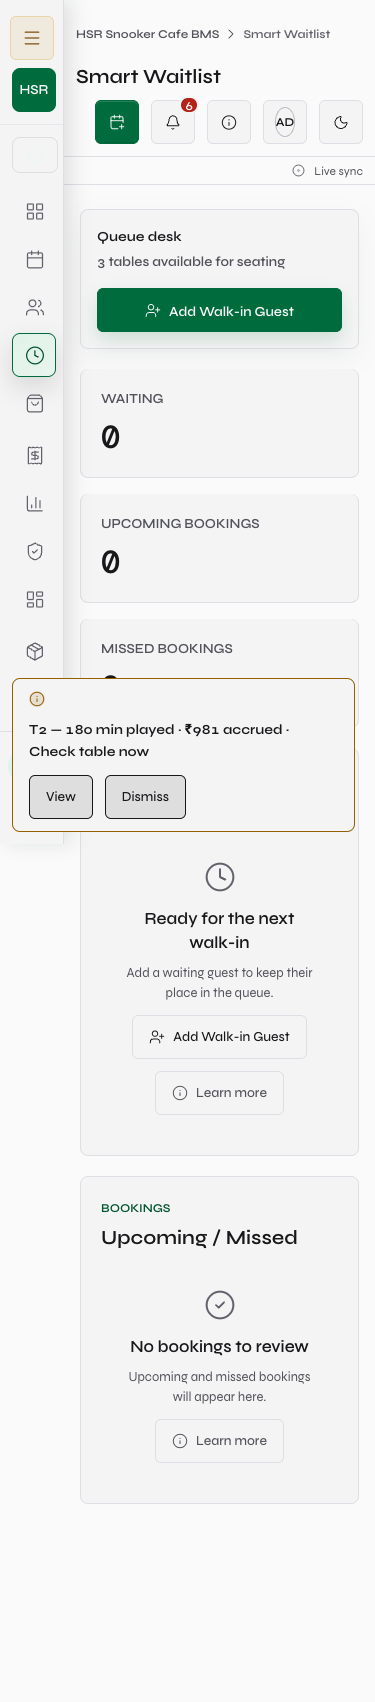 HSR Snooker Cafe BMS > Smart Waitlist
HSR
Smart Waitlist
6
AD
Live sync
Queue desk
3 tables available for seating
Add Walk-in Guest
WAITING
0
UPCOMING BOOKINGS
0
MISSED BOOKINGS
T2 — 180 min played · ₹981 accrued ·
Check table now
View
Dismiss
Ready for the next
walk-in
Add a waiting guest to keep their
place in the queue.
Add Walk-in Guest
Learn more
BOOKINGS
Upcoming / Missed
No bookings to review
Upcoming and missed bookings
will appear here.
Learn more